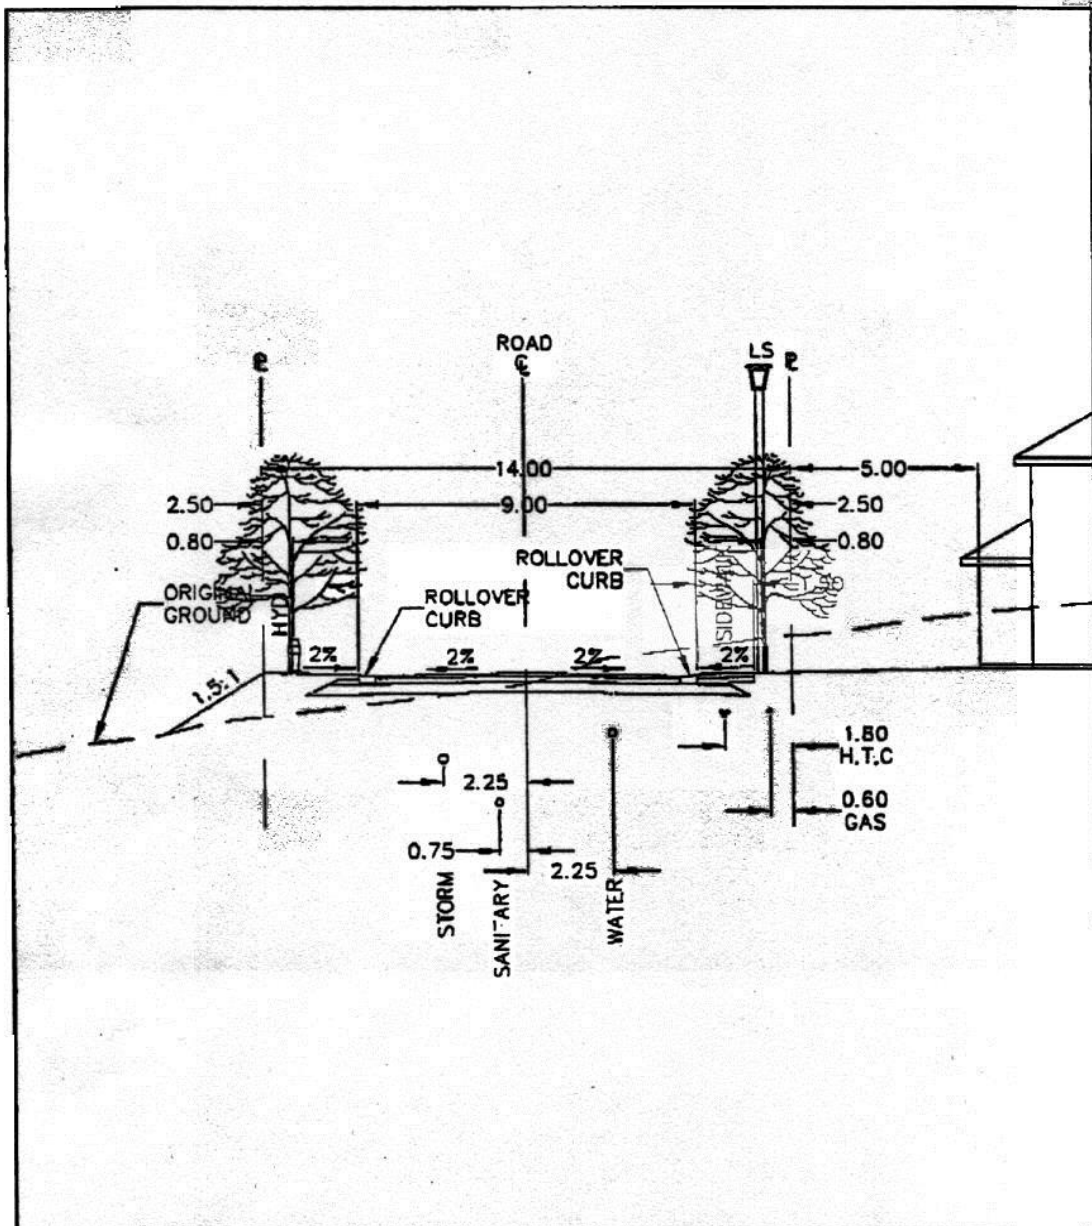 ROAD
℄
LS
℄
℄
14.00
5.00
2.50
9.00
2.50
0.80
0.80
ROLLOVER
CURB
ORIGINAL
GROUND
HYD
ROLLOVER
CURB
SIDEWALK
2%
2%
2%
2%
1.5:1
1.80
H.T.C
2.25
0.60
GAS
0.75
2.25
STORM
SANITARY
WATER